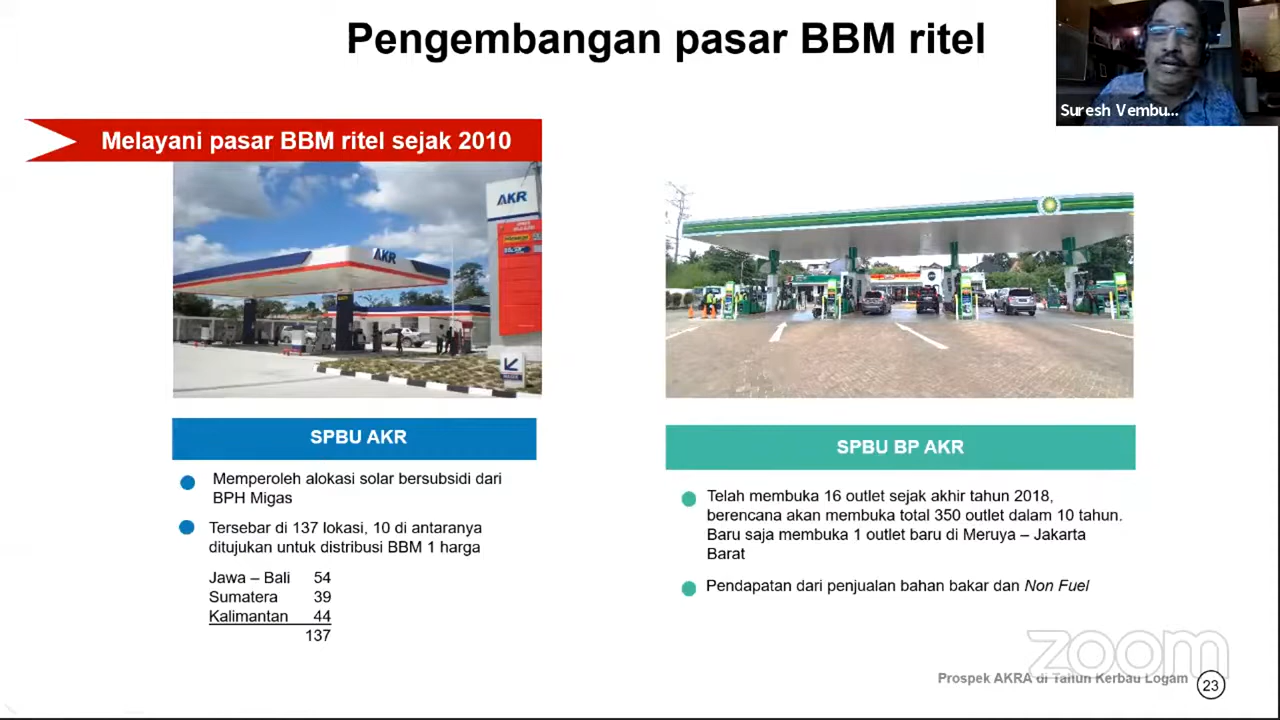 Pengembangan pasar BBM ritel
Suresh Vembu...
Melayani pasar BBM ritel sejak 2010
AKR
AKR
SPBU AKR
Memperoleh alokasi solar bersubsidi dari
BPH Migas
Tersebar di 137 lokasi, 10 di antaranya
ditujukan untuk distribusi BBM 1 harga
Jawa – Bali 54
Sumatera 39
Kalimantan 44
137
SPBU BP AKR
Telah membuka 16 outlet sejak akhir tahun 2018,
berencana akan membuka total 350 outlet dalam 10 tahun.
Baru saja membuka 1 outlet baru di Meruya – Jakarta
Barat
Pendapatan dari penjualan bahan bakar dan Non Fuel
zoom
Prospek AKRA di Tahun Kerbau Logam
23